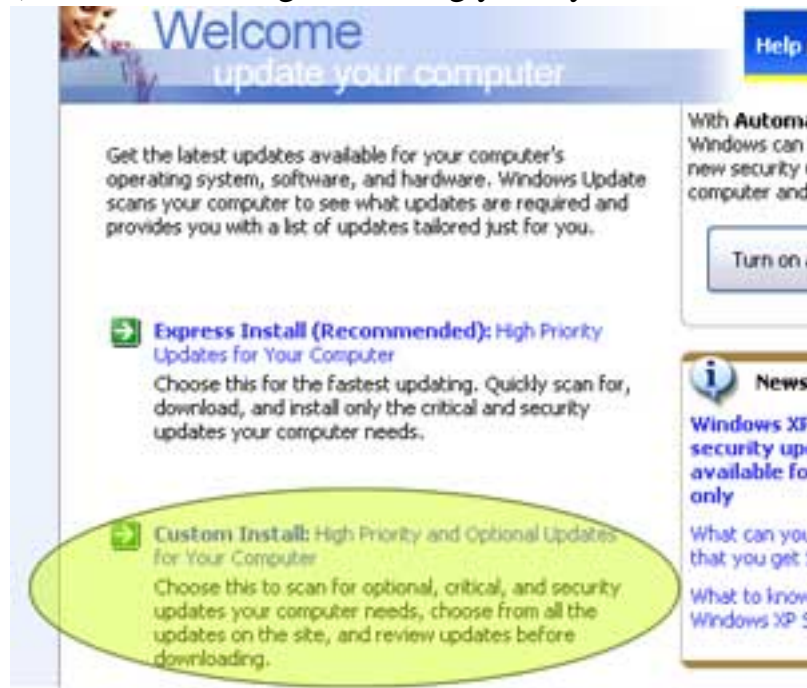 Welcome
update your computer
Get the latest updates available for your computer's
operating system, software, and hardware. Windows Update
scans your computer to see what updates are required and
provides you with a list of updates tailored just for you.
Express Install (Recommended): High Priority
Updates for Your Computer
Choose this for the fastest updating. Quickly scan for,
download, and install only the critical and security
updates your computer needs.
Custom Install: High Priority and Optional Updates
for Your Computer
Choose this to scan for optional, critical, and security
updates your computer needs, choose from all the
updates on the site, and review updates before
downloading.
Help
With Automa
Windows can
new security
computer and
Turn on
News
Windows XP
security up
available fo
only
What can you
that you get
What to know
Windows XP S